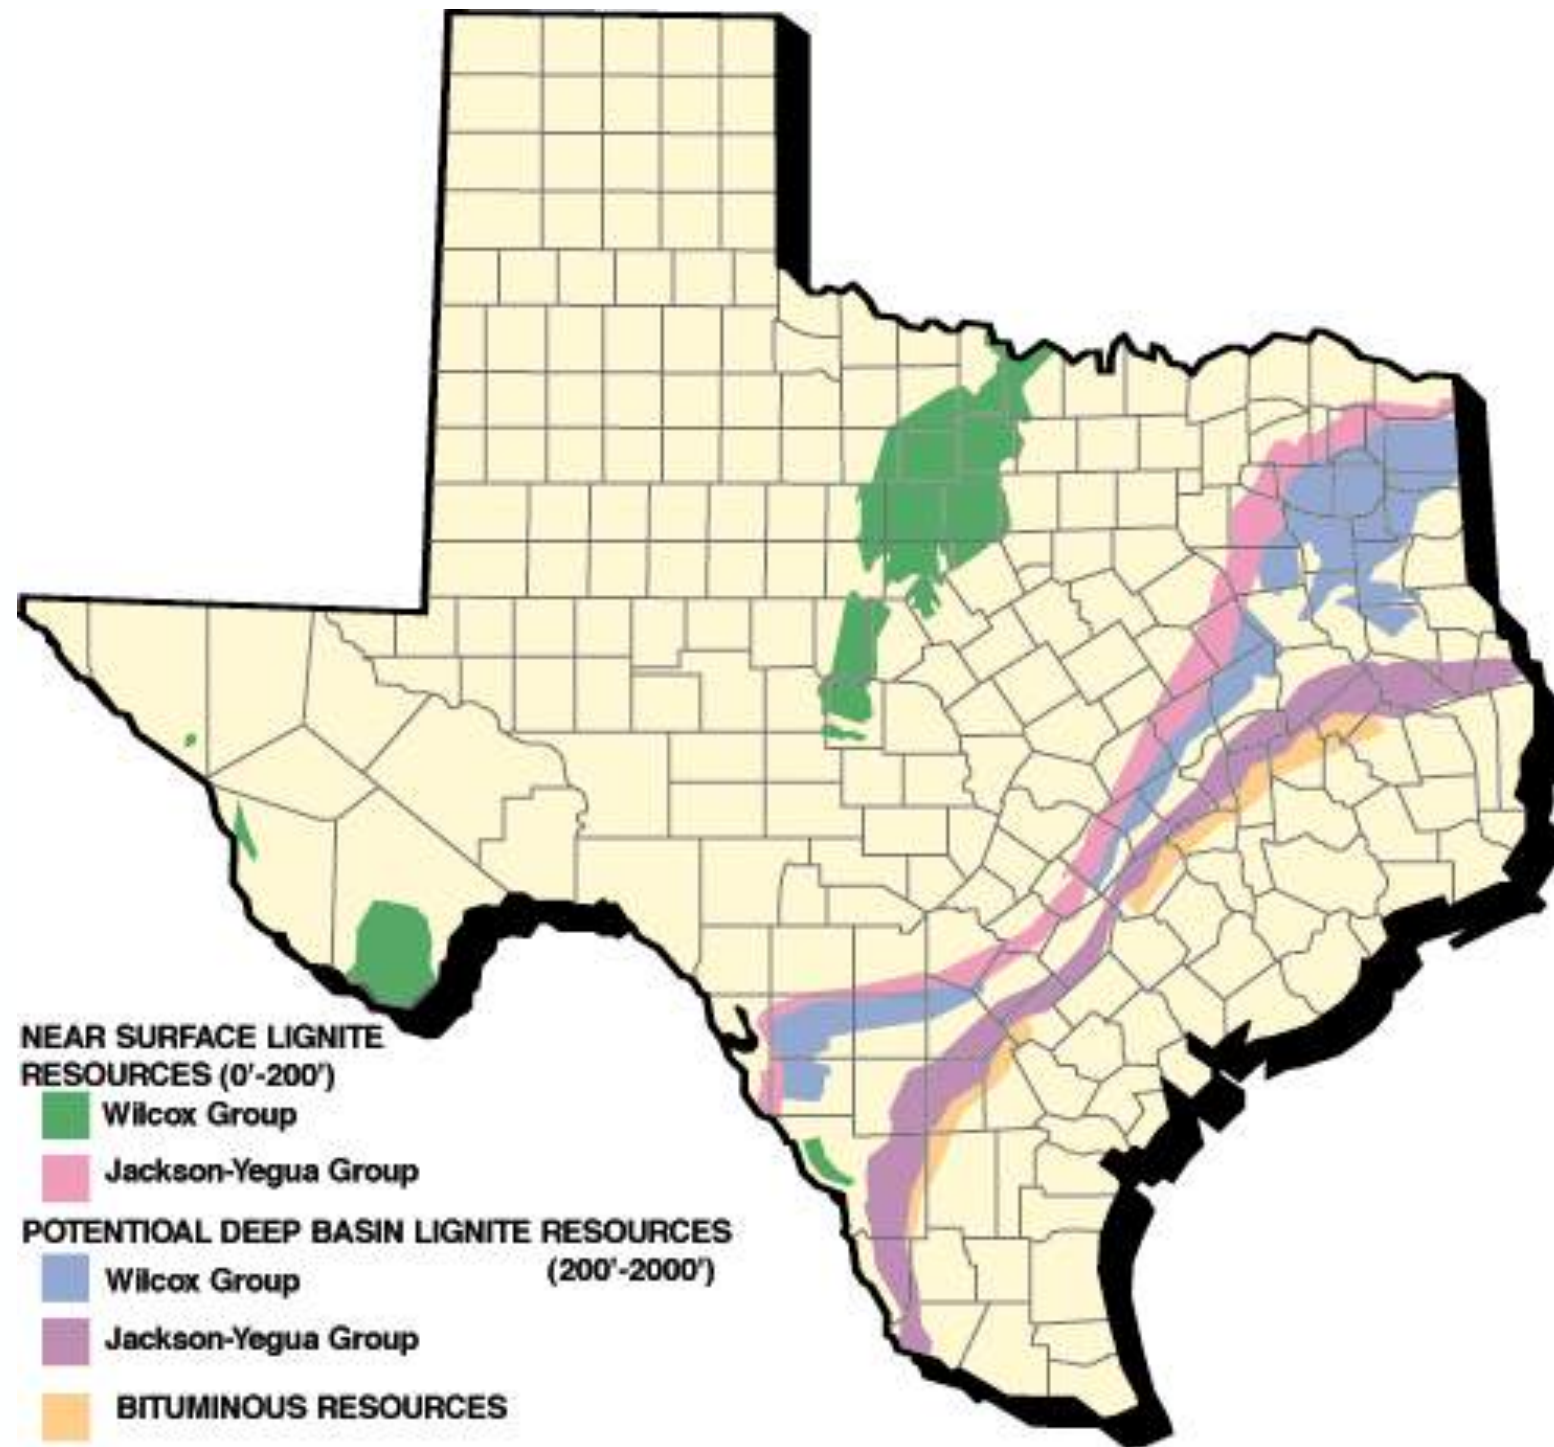 NEAR SURFACE LIGNITE
RESOURCES (0'-200')
Wilcox Group
Jackson-Yegua Group
POTENTIOAL DEEP BASIN LIGNITE RESOURCES
(200'-2000')
Wilcox Group
Jackson-Yegua Group
BITUMINOUS RESOURCES